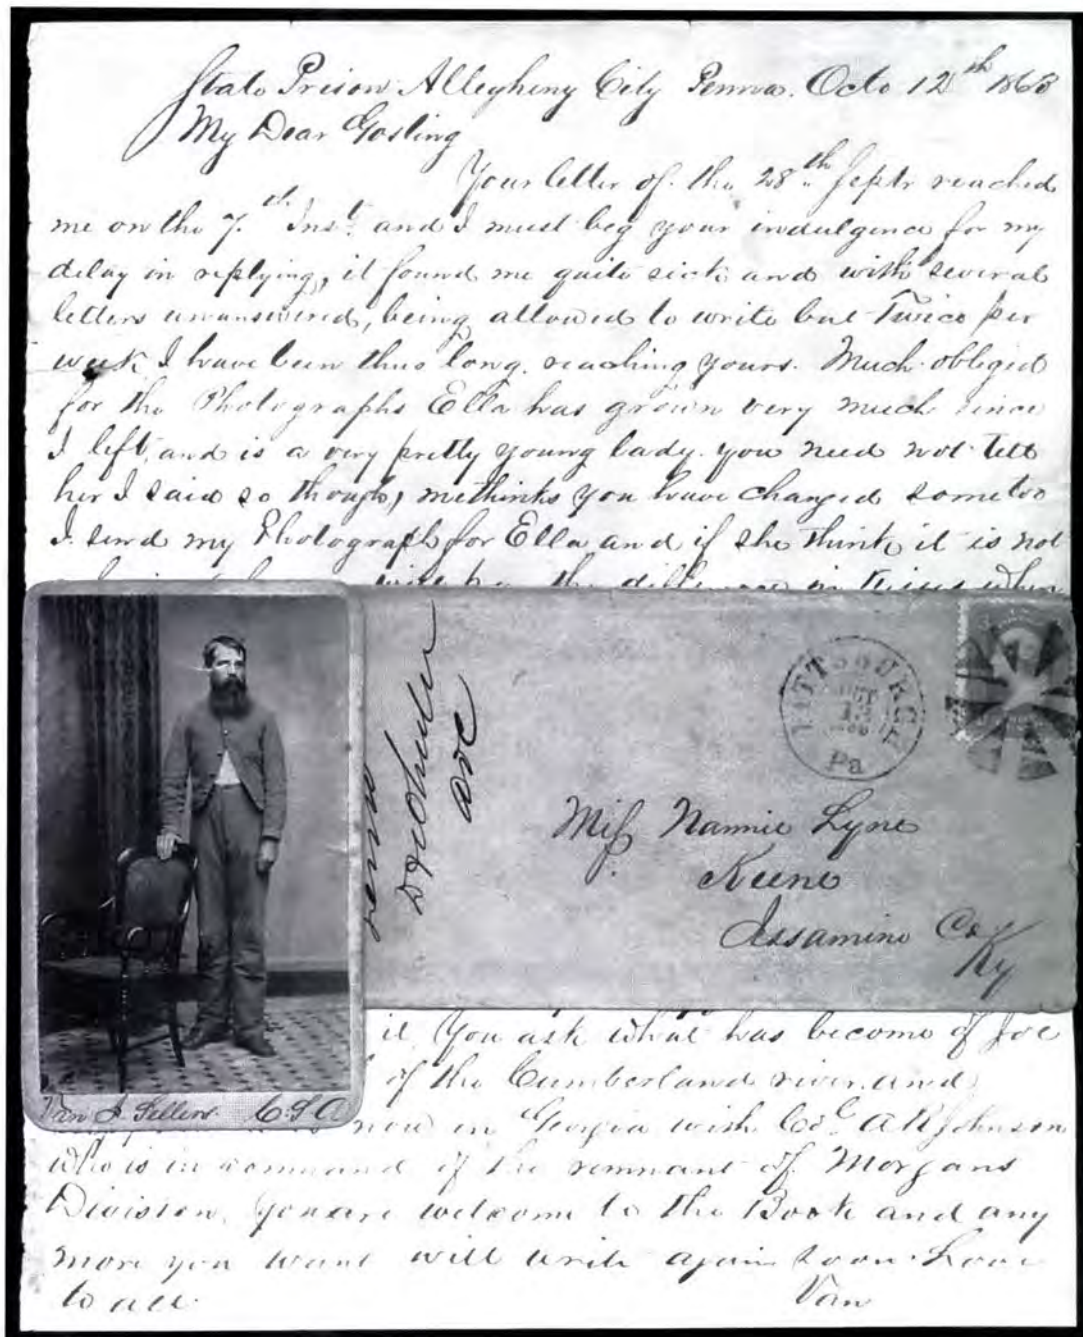 State Prison Allegheny City Penna. Octo 12th 1863
My Dear Gosling
Your letter of the 28th Septr reached
me on the 7th Inst. and I must beg your indulgence for my
delay in replying, it found me quite sick and with several
letters unanswered, being allowed to write but Twice per
week I have been thus long reaching yours. Much obliged
for the Photographs Ella has grown very much since
I left, and is a very pretty young lady. you need not tell
her I said so though, methinks you have changed some too
I send my Photograph for Ella and if she think it is not
the difference in when
PITTSBURGH
OCT
13
Pa
Miss Nannie Lyne
Keene
Jessamine Co
Ky
Ave
Van J Sellers C.S.A
it. You ask what has become of Joe
of the Cumberland river and
now in Georgia with Col A R Johnson
who is in command of the remnant of Morgans
Division, you are welcome to the Book and any
more you want will write again soon. Love
to all. Van